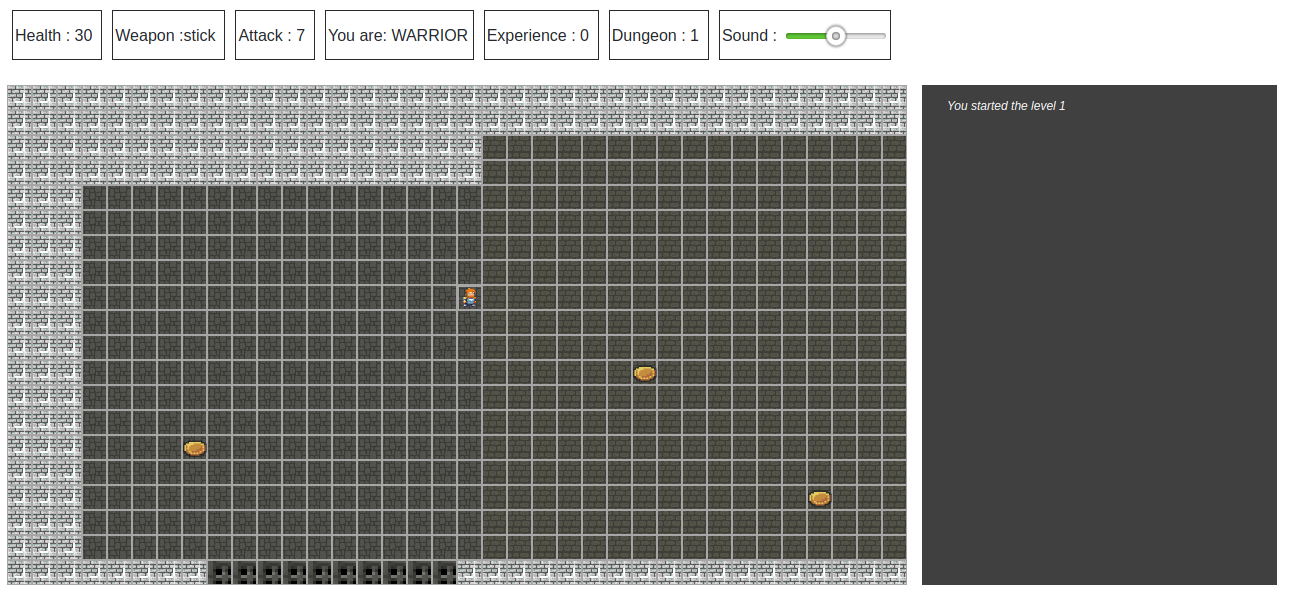 Health : 30 Weapon :stick Attack : 7 You are: WARRIOR Experience : 0 Dungeon : 1 Sound :
You started the level 1